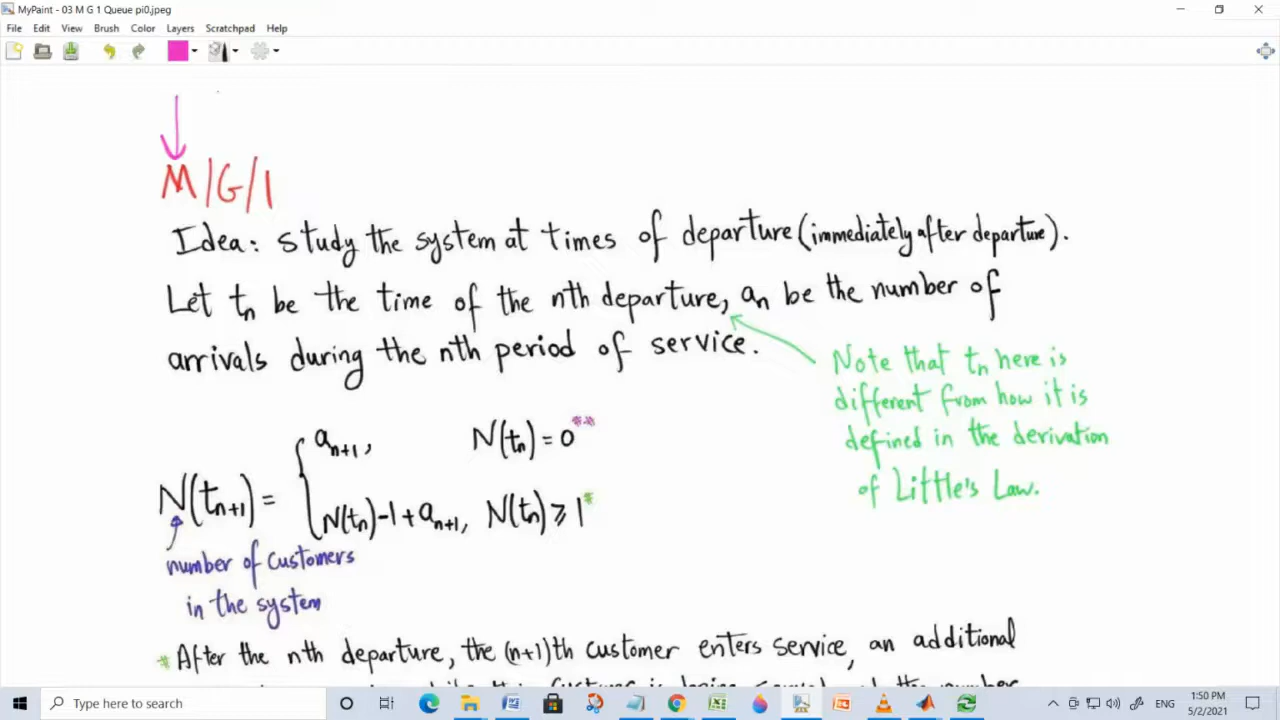 MyPaint - 03 M G 1 Queue pi0.jpeg
File Edit View Brush Color Layers Scratchpad Help
M/G/1
Idea: study the system at times of departure (immediately after departure).
Let tn be the time of the nth departure, an be the number of
arrivals during the nth period of service.
Note that tn here is
different from how it is
defined in the derivation
of Little's Law.
an+1, N(tn) = 0**
N(tn+1) =
N(tn)-1+an+1, N(tn) ≥ 1*
number of customers
in the system
* After the nth departure, the (n+1)th customer enters service, an additional
Type here to search
ENG
1:50 PM
5/2/2021